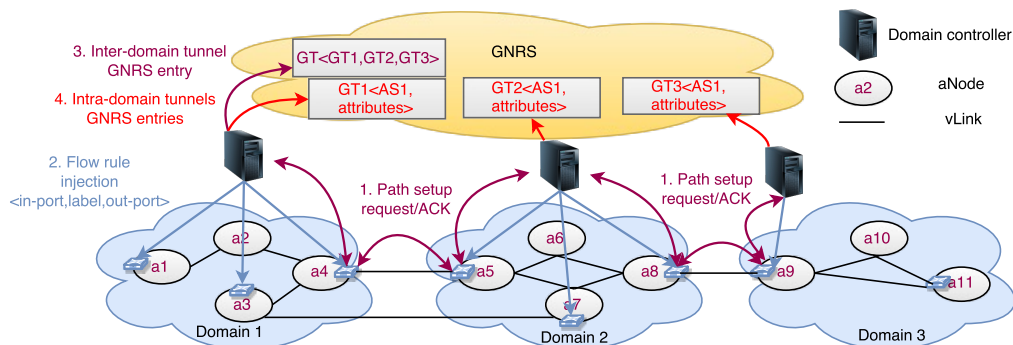 3. Inter-domain tunnel
GNRS entry
GT<GT1,GT2,GT3>
GNRS
Domain controller
4. Intra-domain tunnels
GNRS entries
GT1<AS1,
attributes>
GT2<AS1,
attributes>
GT3<AS1,
attributes>
a2
aNode
vLink
2. Flow rule
injection
<in-port,label,out-port>
1. Path setup
request/ACK
1. Path setup
request/ACK
a1
a2
a3
a4
a5
a6
a7
a8
a9
a10
a11
Domain 1
Domain 2
Domain 3